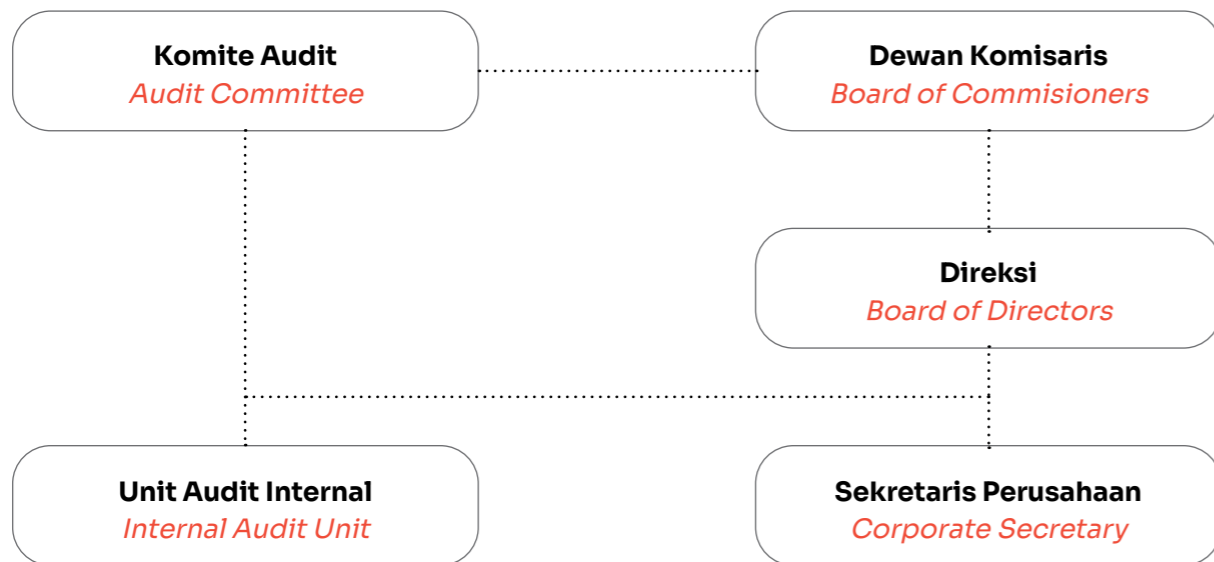 Komite Audit
Audit Committee
Dewan Komisaris
Board of Commisioners
Direksi
Board of Directors
Unit Audit Internal
Internal Audit Unit
Sekretaris Perusahaan
Corporate Secretary